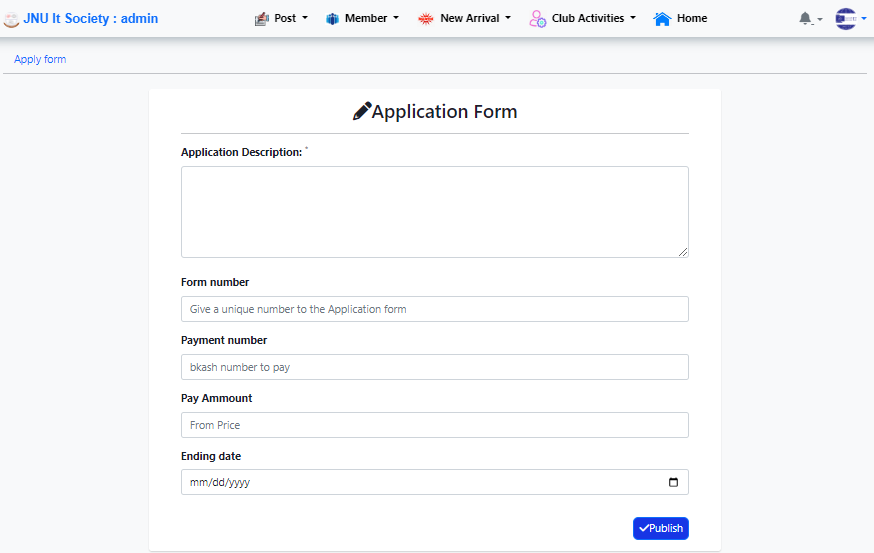 JNU It Society : admin
Post
Member
New Arrival
Club Activities
Home
Apply form
Application Form
Application Description: *
Form number
Give a unique number to the Application form
Payment number
bkash number to pay
Pay Ammount
From Price
Ending date
mm/dd/yyyy
Publish